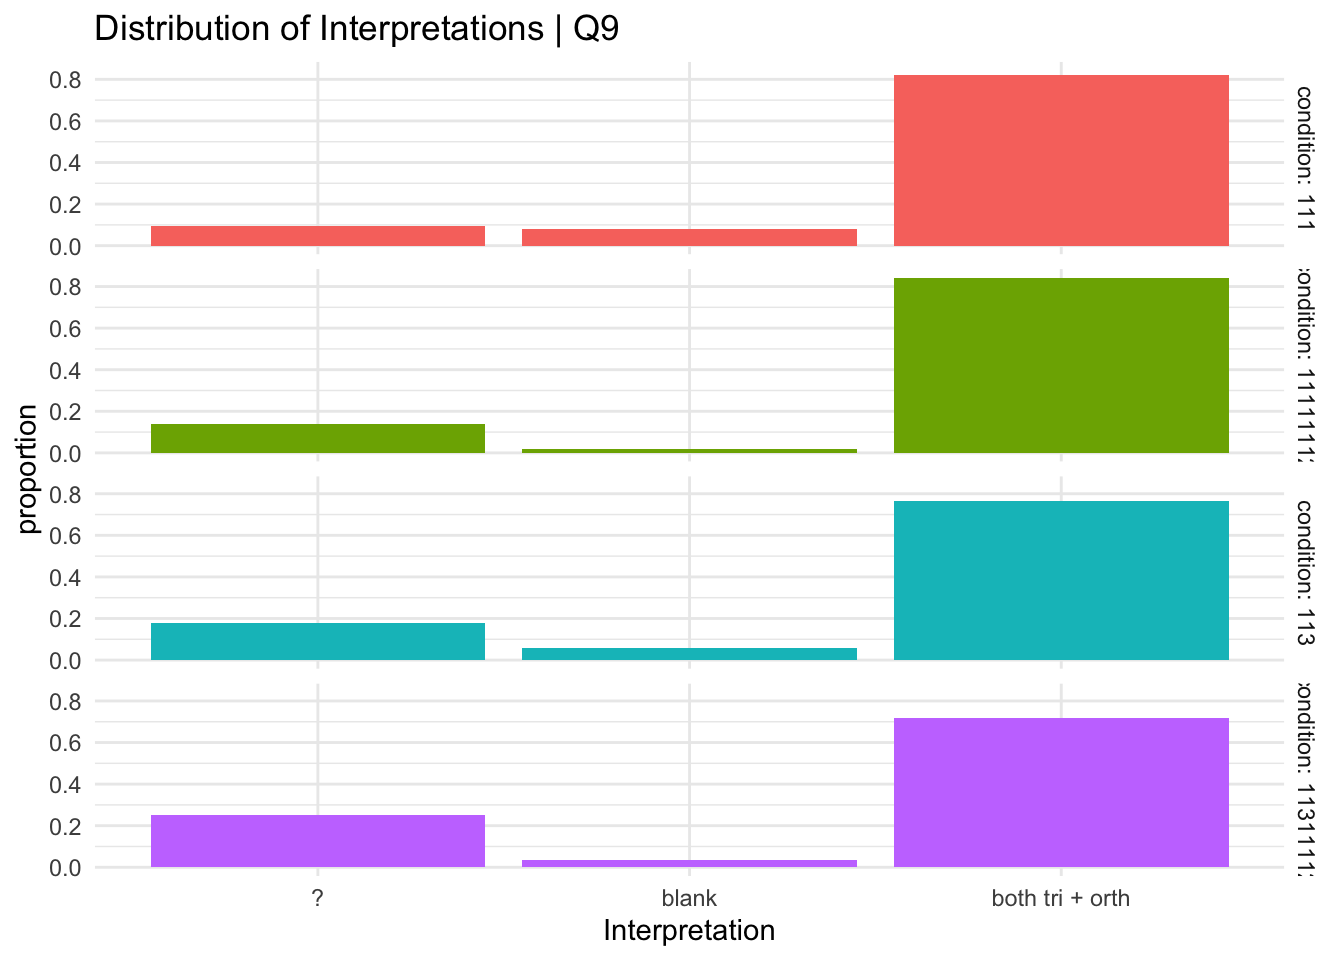 Distribution of Interpretations | Q9
proportion
0.8
0.6
0.4
0.2
0.0
condition: 111
0.8
0.6
0.4
0.2
0.0
ondition: 1111111
0.8
0.6
0.4
0.2
0.0
condition: 113
0.8
0.6
0.4
0.2
0.0
ondition: 1131111
? blank both tri + orth
Interpretation